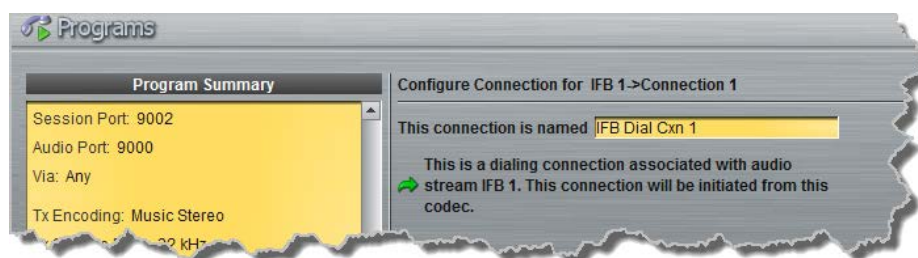 Programs
Program Summary
Session Port: 9002
Audio Port: 9000
Via: Any
Tx Encoding: Music Stereo
32 kHz
Configure Connection for IFB 1->Connection 1
This connection is named IFB Dial Cxn 1
This is a dialing connection associated with audio
stream IFB 1. This connection will be initiated from this
codec.